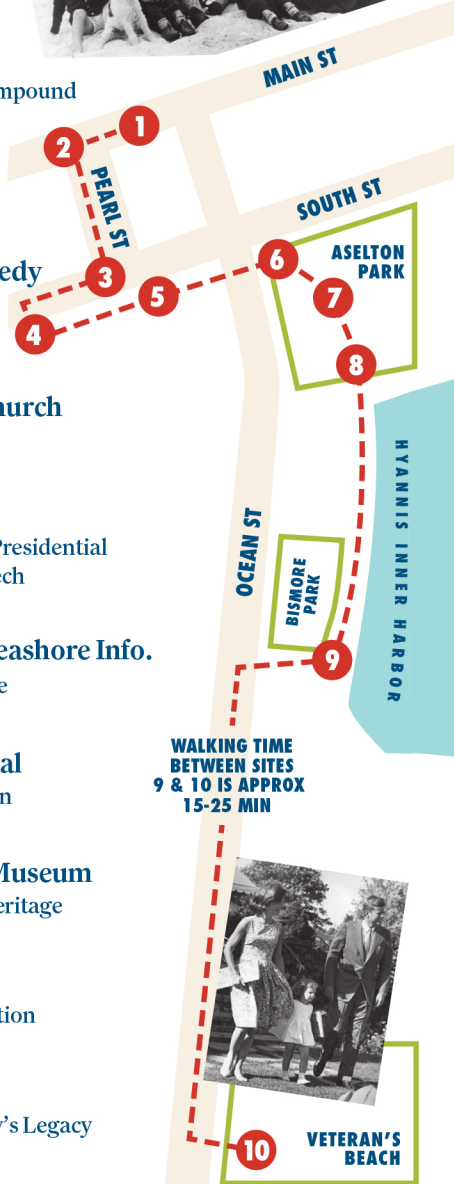 MAIN ST
mpound
1
2
PEARL ST
SOUTH ST
ASELTON
PARK
6
edy
3
7
5
4
8
hurch
HYANNIS INNER HARBOR
OCEAN ST
Presidential
ech
BISMORE
PARK
eashore Info.
9
e
WALKING TIME
BETWEEN SITES
9 & 10 IS APPROX
15-25 MIN
al
n
Museum
eritage
tion
y’s Legacy
10
VETERAN’S
BEACH